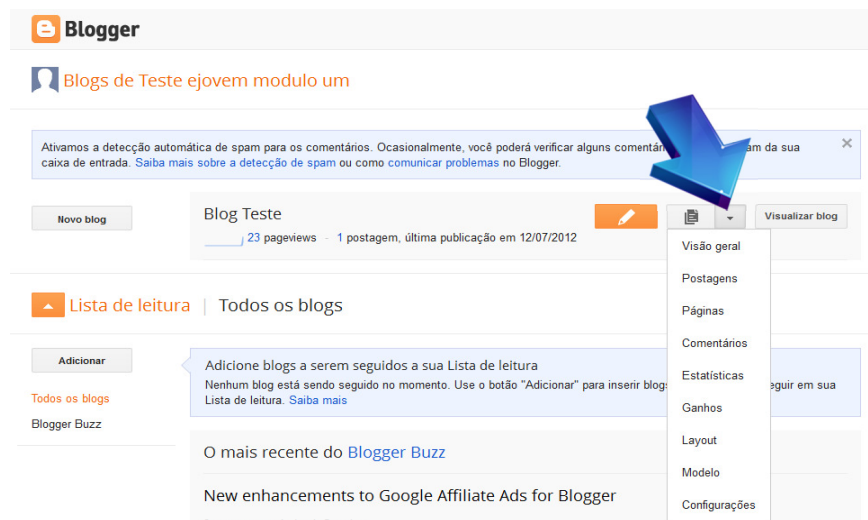 Blogger
Blogs de Teste ejovem modulo um
Ativamos a detecção automática de spam para os comentários. Ocasionalmente, você poderá verificar alguns comentár am da sua
caixa de entrada. Saiba mais sobre a detecção de spam ou como comunicar problemas no Blogger.
Novo blog
Blog Teste
23 pageviews - 1 postagem, última publicação em 12/07/2012
Visualizar blog
Visão geral
Postagens
Páginas
Comentários
Estatísticas
Ganhos
Layout
Modelo
Configurações
Lista de leitura | Todos os blogs
Adicionar
Todos os blogs
Blogger Buzz
Adicione blogs a serem seguidos a sua Lista de leitura
Nenhum blog está sendo seguido no momento. Use o botão "Adicionar" para inserir blogs eguir em sua
Lista de leitura. Saiba mais
O mais recente do Blogger Buzz
New enhancements to Google Affiliate Ads for Blogger